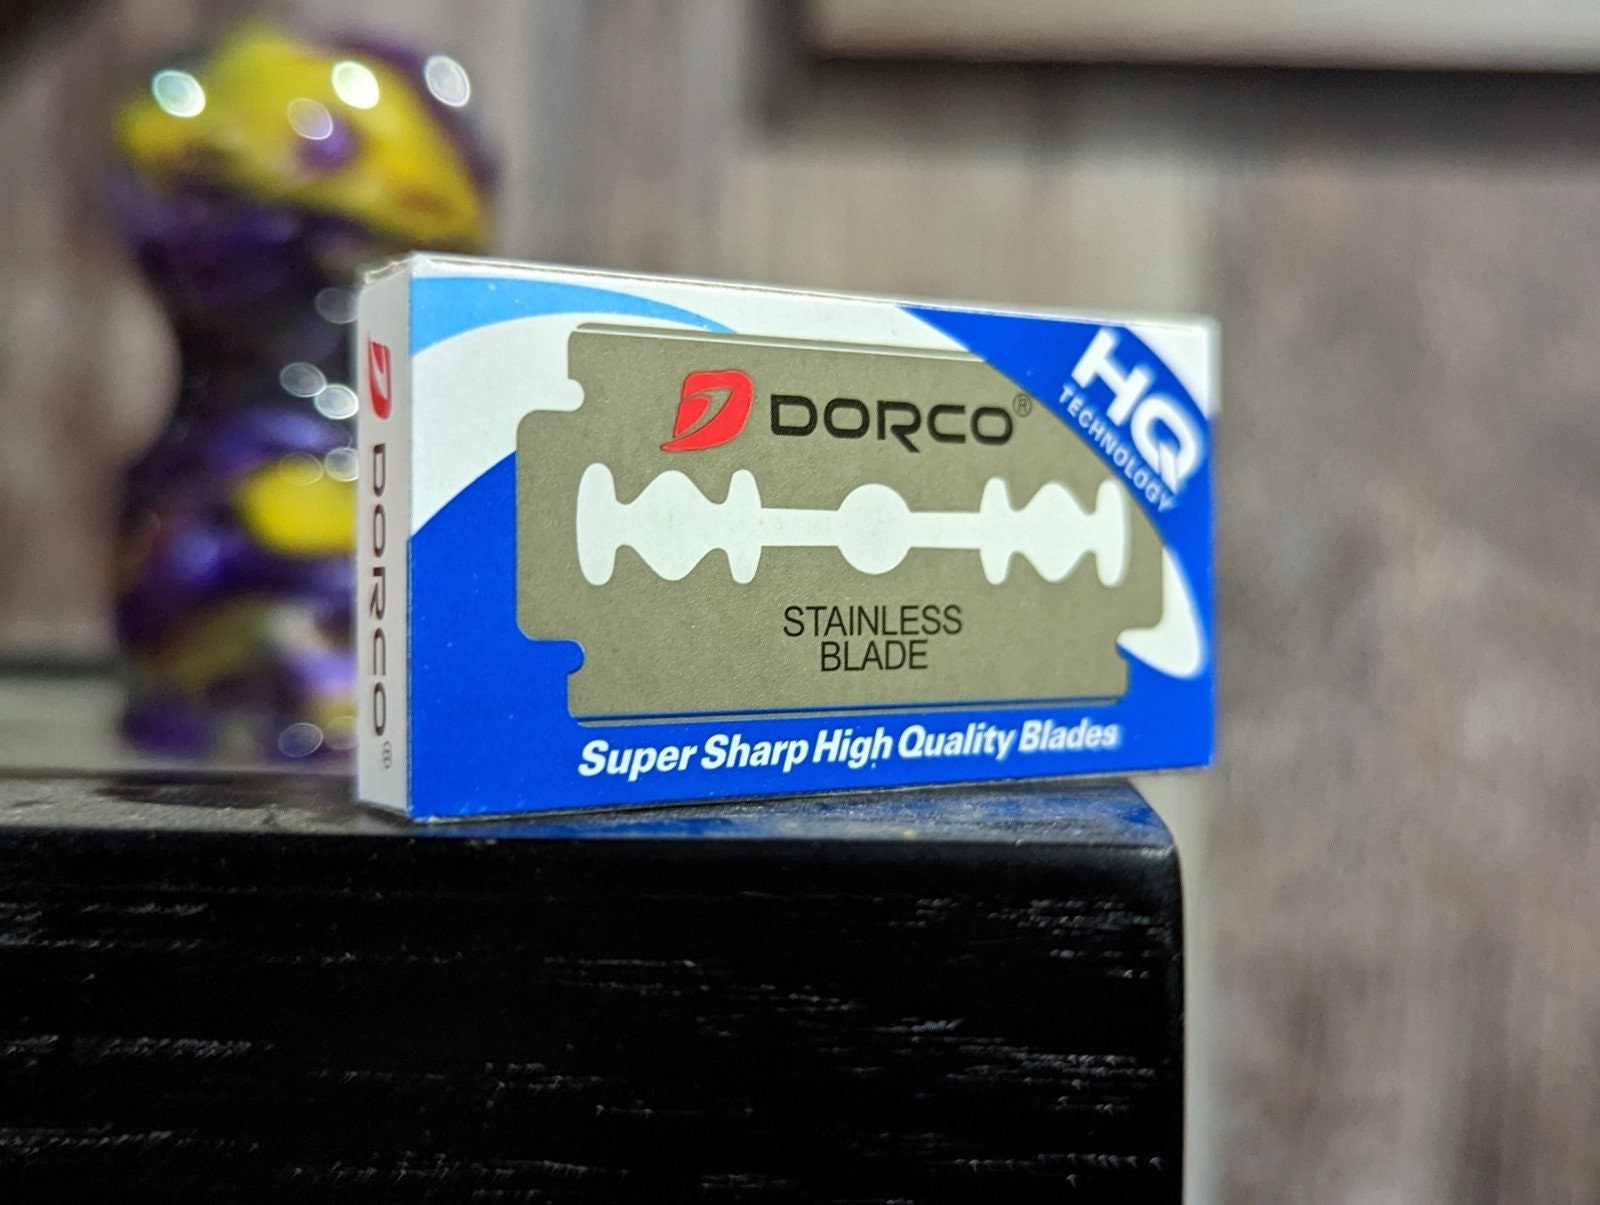 DORCO®
DORCO®
HQ
TECHNOLOGY
STAINLESS
BLADE
Super Sharp High Quality Blades